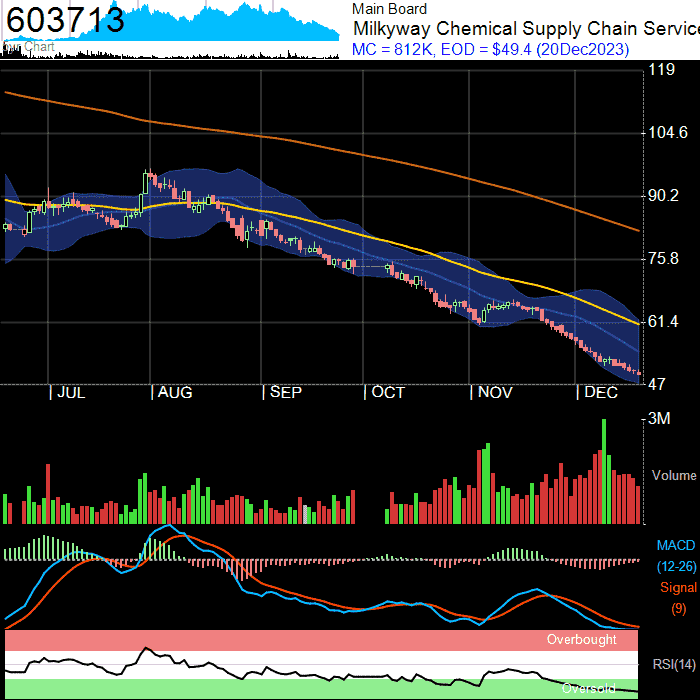 603713
Main Board
Milkyway Chemical Supply Chain Service
MC = 812K, EOD = $49.4 (20Dec2023)
Chart
119
104.6
90.2
75.8
61.4
47
JUL AUG SEP OCT NOV DEC
3M
Volume
MACD
(12-26)
Signal
(9)
Overbought
RSI(14)
Oversold